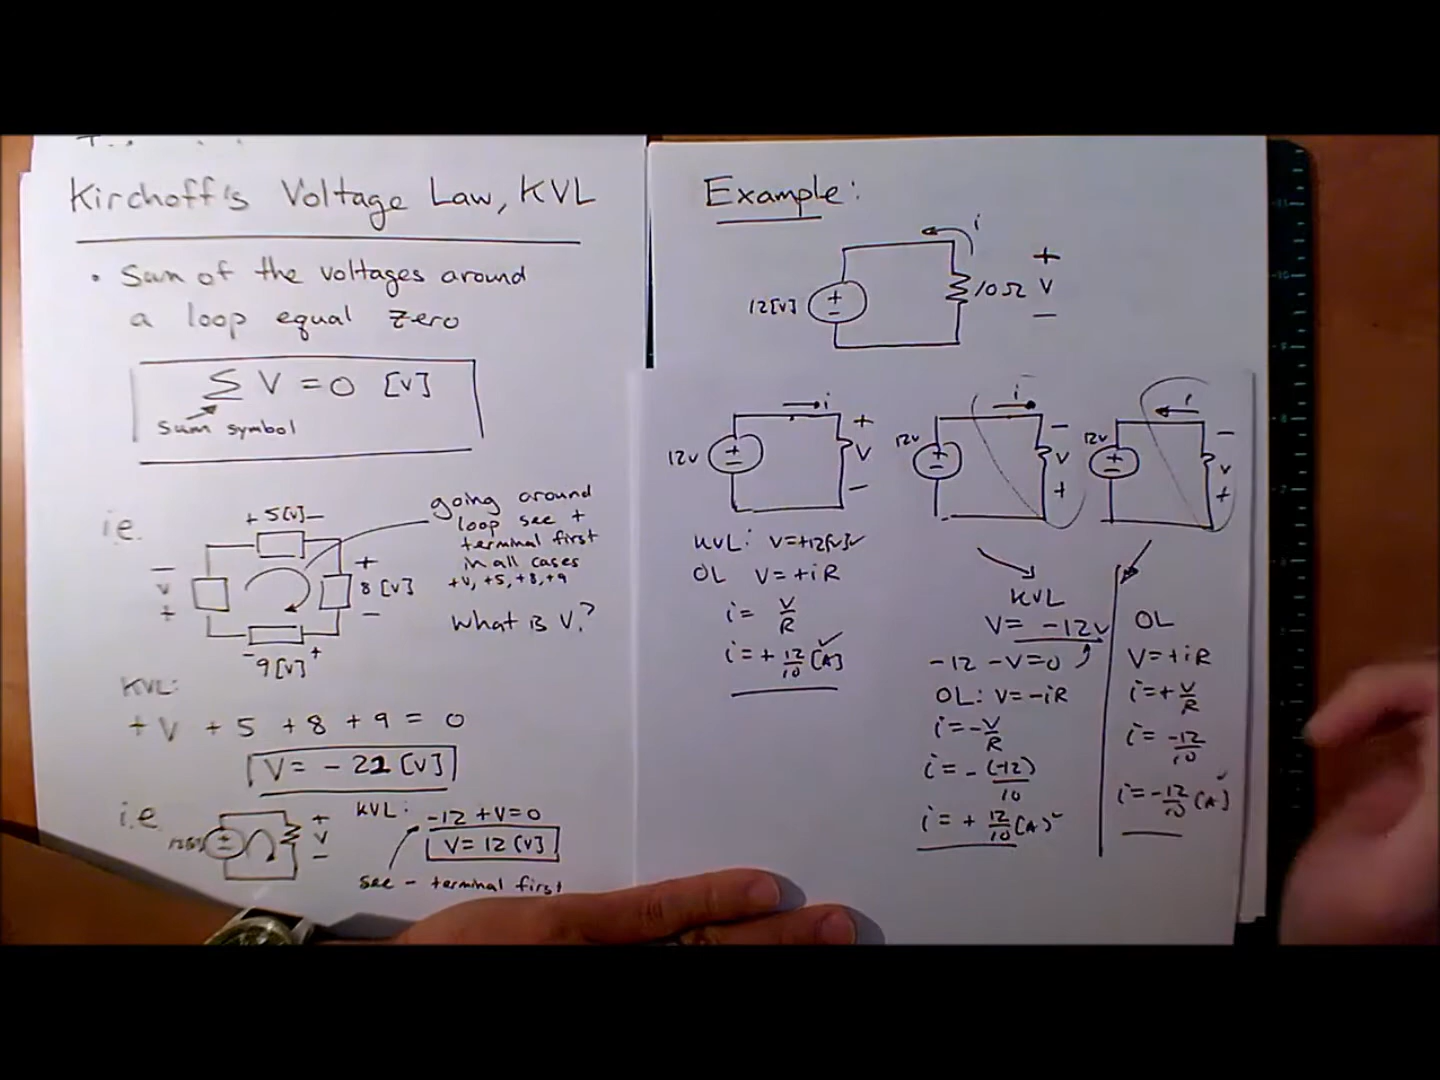 Kirchoff's Voltage Law, KVL
• Sum of the voltages around
a loop equal zero
Σ V = 0 [V]
sum symbol
i.e.
+ 5[V] −
−
V
+
+
8 [V]
−
− 9[V] +
going around
loop see +
terminal first
in all cases
+V, +5, +8, +9
What is V?
KVL:
+V + 5 + 8 + 9 = 0
V = − 22 [V]
i.e
+
−
+
V
−
KVL: −12 + V = 0
V = 12 [V]
see − terminal first
Example:
i
12[V]
+
−
10Ω
+
V
−
i
12V
+
−
+
V
−
KVL: V=+12[V] ✓
OL V = +iR
i = V/R
i = + 12/10 [A] ✓
i
12V
+
−
−
V
+
KVL
V = −12V
−12 −V=0
OL: V = −iR
i = −V/R
i = − (−12)/10
i = + 12/10 [A] ✓
i
12V
+
−
−
V
+
OL
V = +iR
i = + V/R
i = −12/10
i = −12/10 [A] ✓